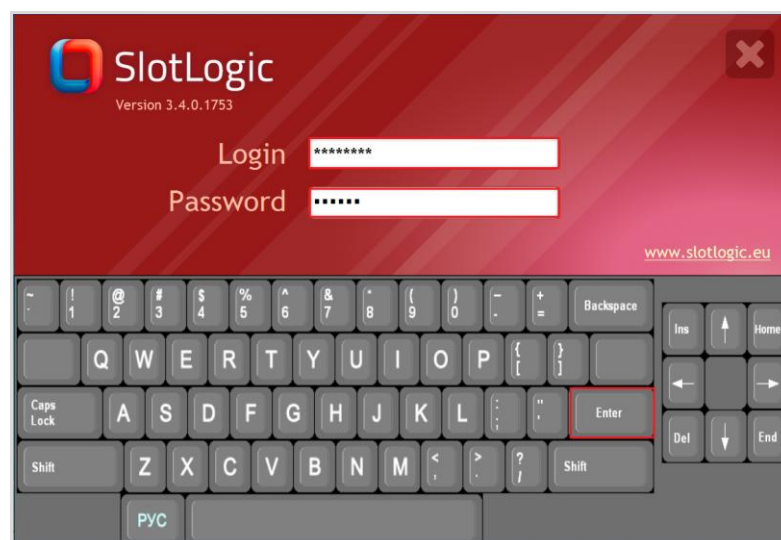 SlotLogic
Version 3.4.0.1753
Login ********
Password ••••••
www.slotlogic.eu
~ ` ! 1 @ 2 # 3 $ 4 % 5 ^ 6 & 7 * 8 ( 9 ) 0 - + = Backspace
Q W E R T Y U I O P { [ } ]
Caps Lock A S D F G H J K L : ; " ' Enter
Shift Z X C V B N M < , > . ? / Shift
РУС
Ins Home
Del End